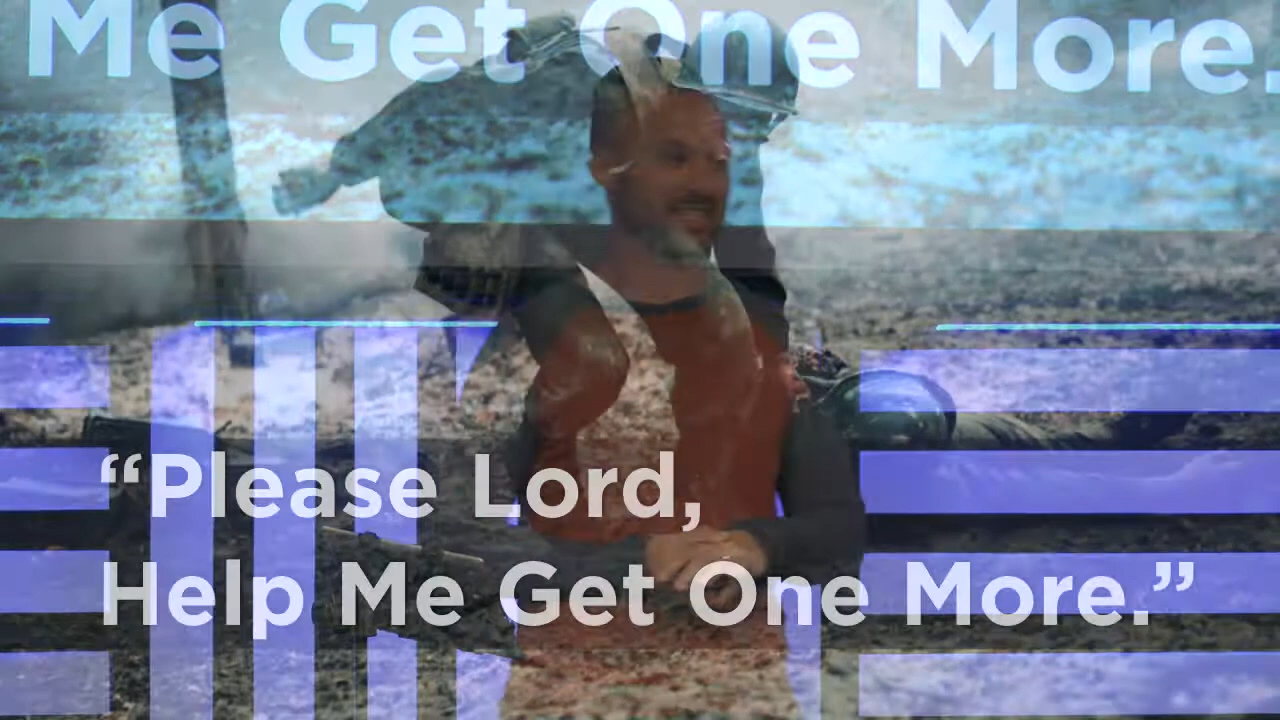 Me Get One More.
“Please Lord,
Help Me Get One More.”